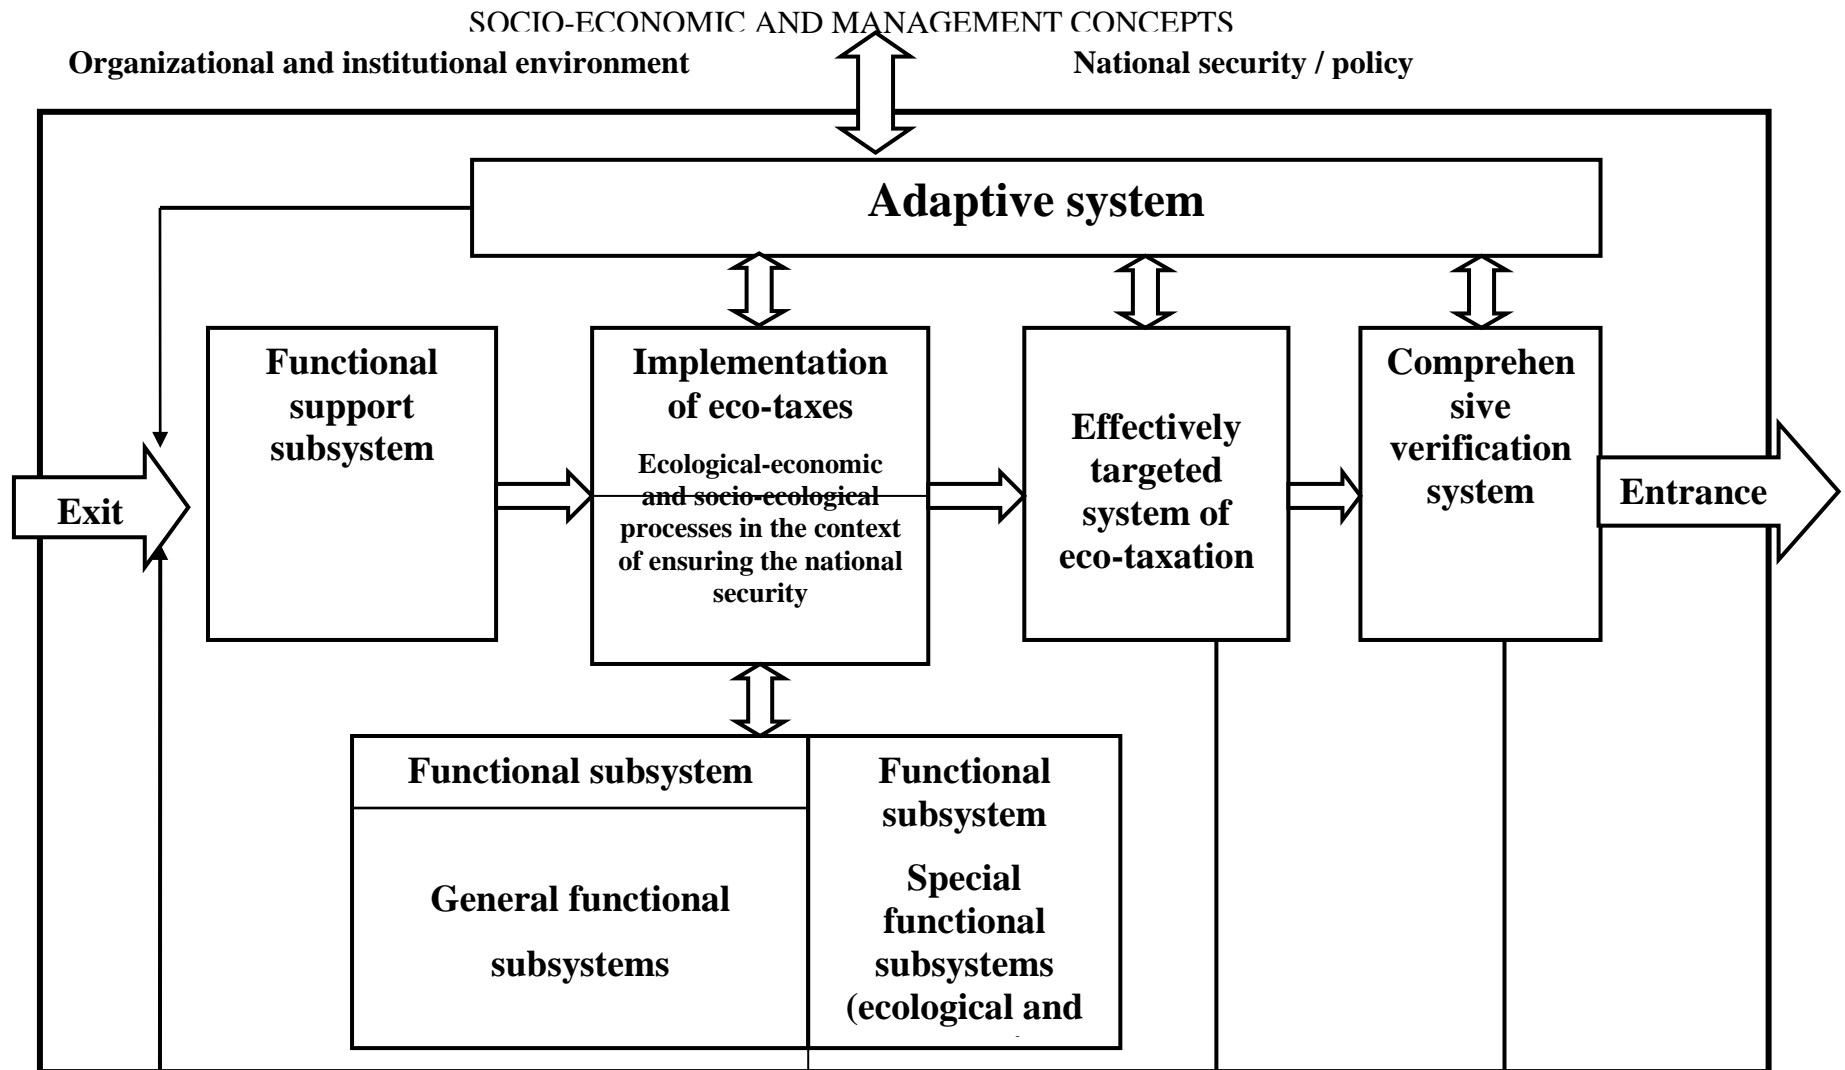 SOCIO-ECONOMIC AND MANAGEMENT CONCEPTS
Organizational and institutional environment
National security / policy
Adaptive system
Functional
support
subsystem
Implementation
of eco-taxes
Ecological-economic
and socio-ecological
processes in the context
of ensuring the national
security
Effectively
targeted
system of
eco-taxation
Comprehen
sive
verification
system
Exit
Entrance
Functional subsystem
General functional
subsystems
Functional
subsystem
Special
functional
subsystems
(ecological and